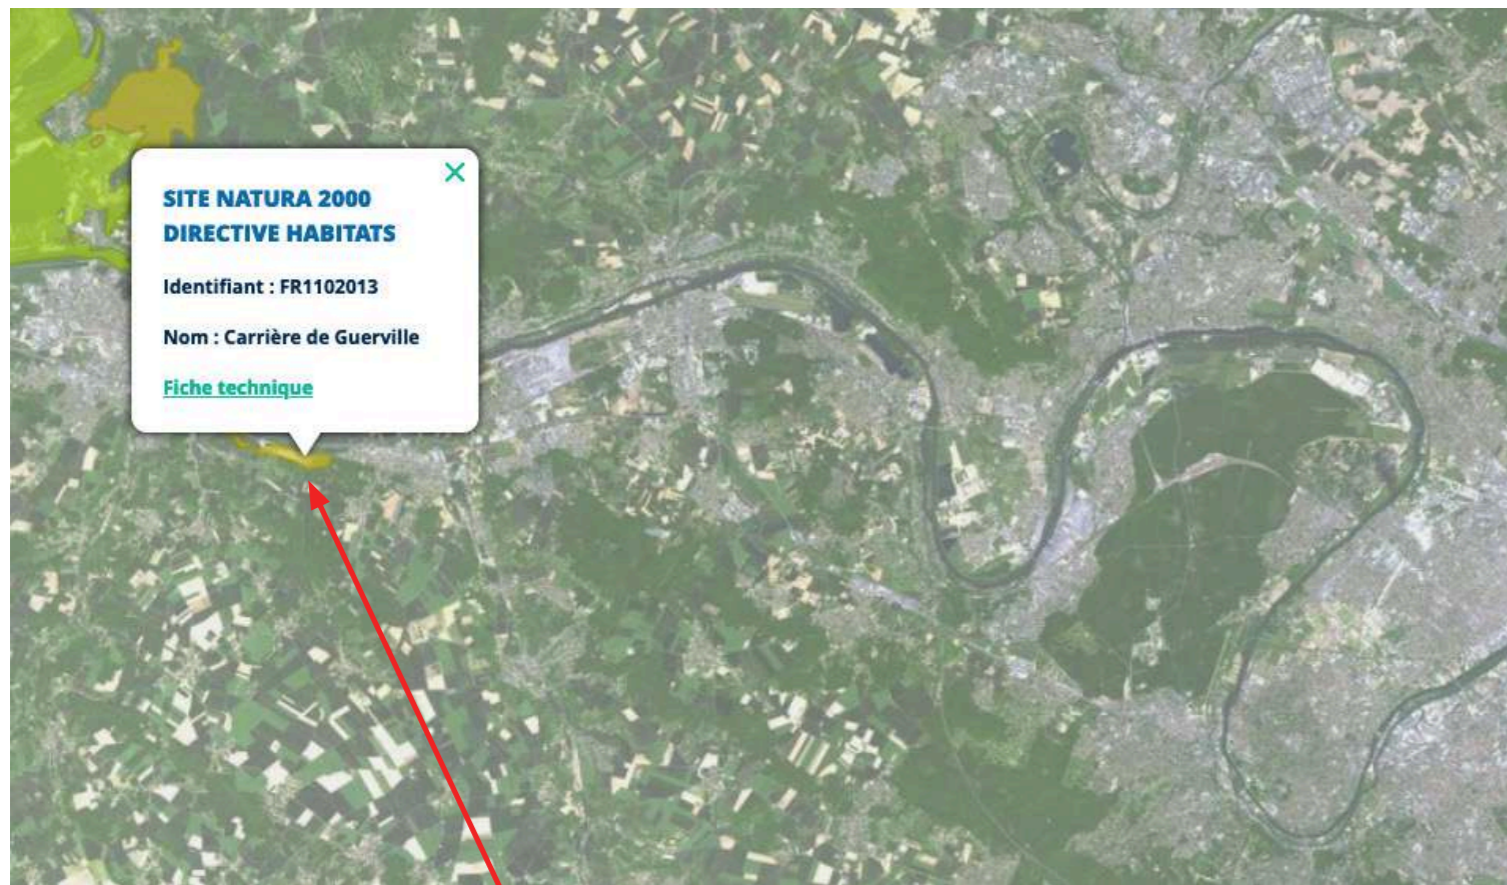 SITE NATURA 2000
DIRECTIVE HABITATS
Identifiant : FR1102013
Nom : Carrière de Guerville
Fiche technique